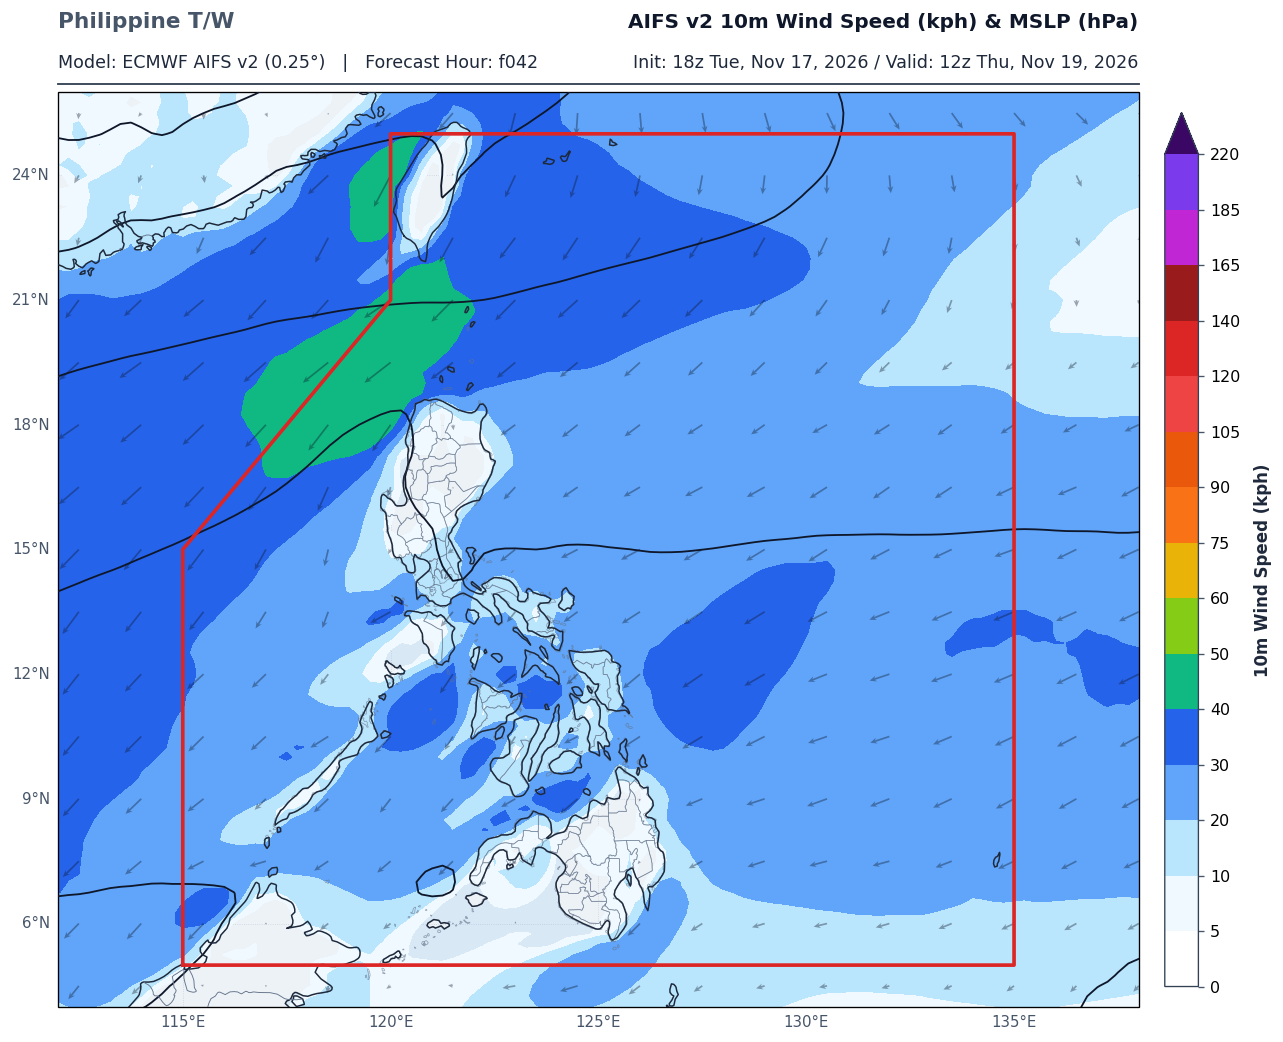 Philippine T/W
AIFS v2 10m Wind Speed (kph) & MSLP (hPa)
Model: ECMWF AIFS v2 (0.25°) | Forecast Hour: f042
Init: 18z Tue, Nov 17, 2026 / Valid: 12z Thu, Nov 19, 2026
24°N
21°N
18°N
15°N
12°N
9°N
6°N
115°E
120°E
125°E
130°E
135°E
220
185
165
140
120
105
90
75
60
50
40
30
20
10
5
0
10m Wind Speed (kph)